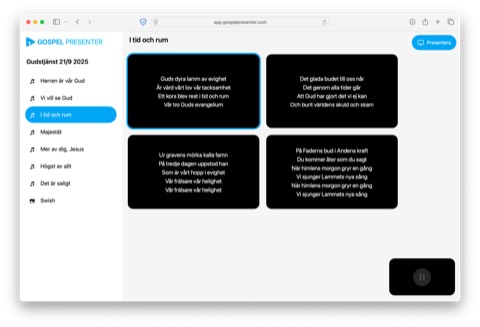 app.gospelpresenter.com
GOSPEL PRESENTER
Gudstjänst 21/9 2025
Herren är vår Gud
Vi vill se Gud
I tid och rum
Majestät
Mer av dig, Jesus
Högst av allt
Det är saligt
Swish
I tid och rum
Presentera
Guds dyra lamm av evighet
Är värd vårt lov vår tacksamhet
Ett kors blev rest i tid och rum
Vår tro Guds evangelium
Det glada budet till oss når
Det genom alla tider går
Att Gud har gjort det vi ej kan
Och burit världens skuld och skam
Ur gravens mörka kalla famn
På tredje dagen uppstod han
Som är vårt hopp i evighet
Vår frälsare vår helighet
Vår frälsare vår helighet
På Faderns bud i Andens kraft
Du kommer åter som du sagt
När himlens morgon gryr en gång
Vi sjunger Lammets nya sång
När himlens morgon gryr en gång
Vi sjunger Lammets nya sång